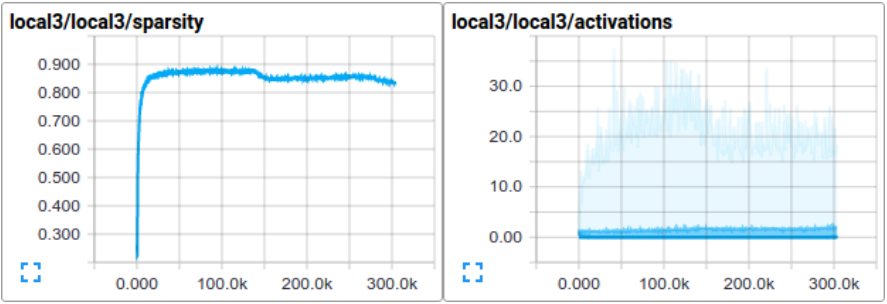 local3/local3/sparsity
0.900
0.800
0.700
0.600
0.500
0.400
0.300
0.000 100.0k 200.0k 300.0k
local3/local3/activations
30.0
20.0
10.0
0.00
0.000 100.0k 200.0k 300.0k